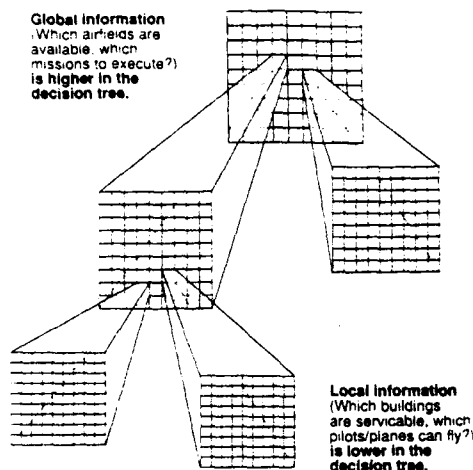 Global information
(Which airfields are
available, which
missions to execute?)
is higher in the
decision tree.
Local information
(Which buildings
are servicable, which
pilots/planes can fly?)
is lower in the
decision tree.